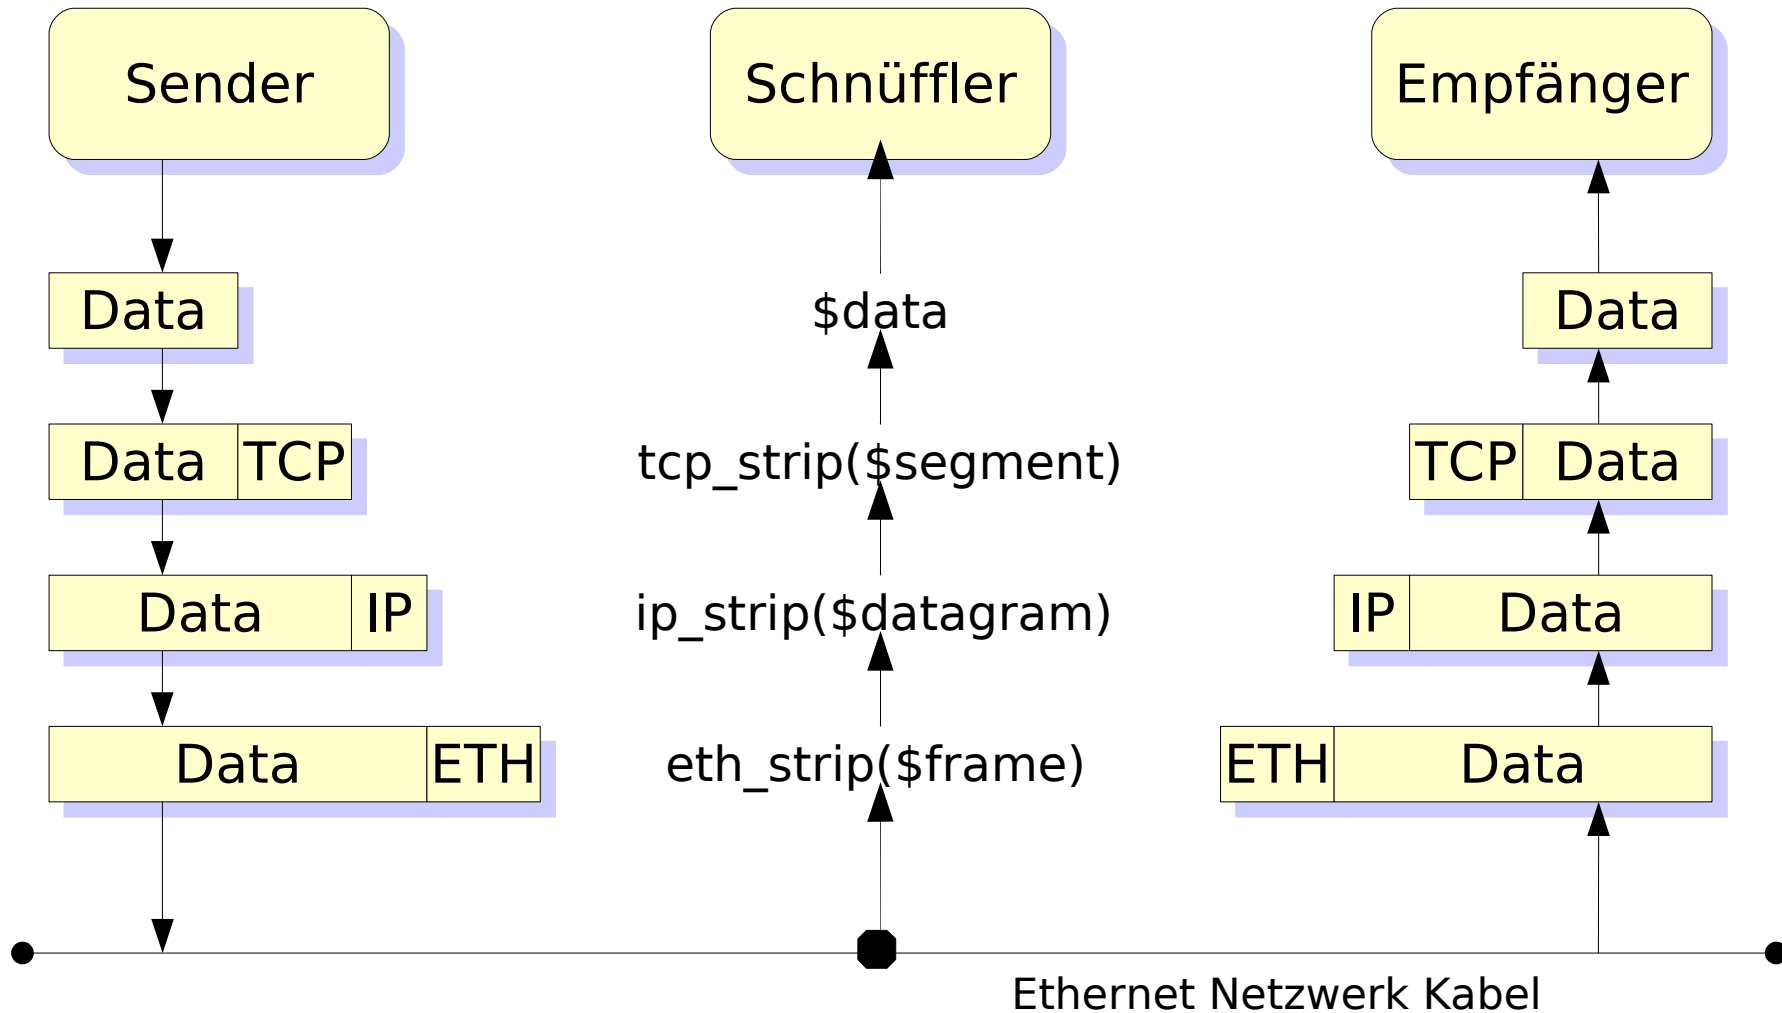 Sender
Schnüffler
Empfänger
Data
$data
Data
Data TCP
tcp_strip($segment)
TCP Data
Data IP
ip_strip($datagram)
IP Data
Data ETH
eth_strip($frame)
ETH Data
Ethernet Netzwerk Kabel